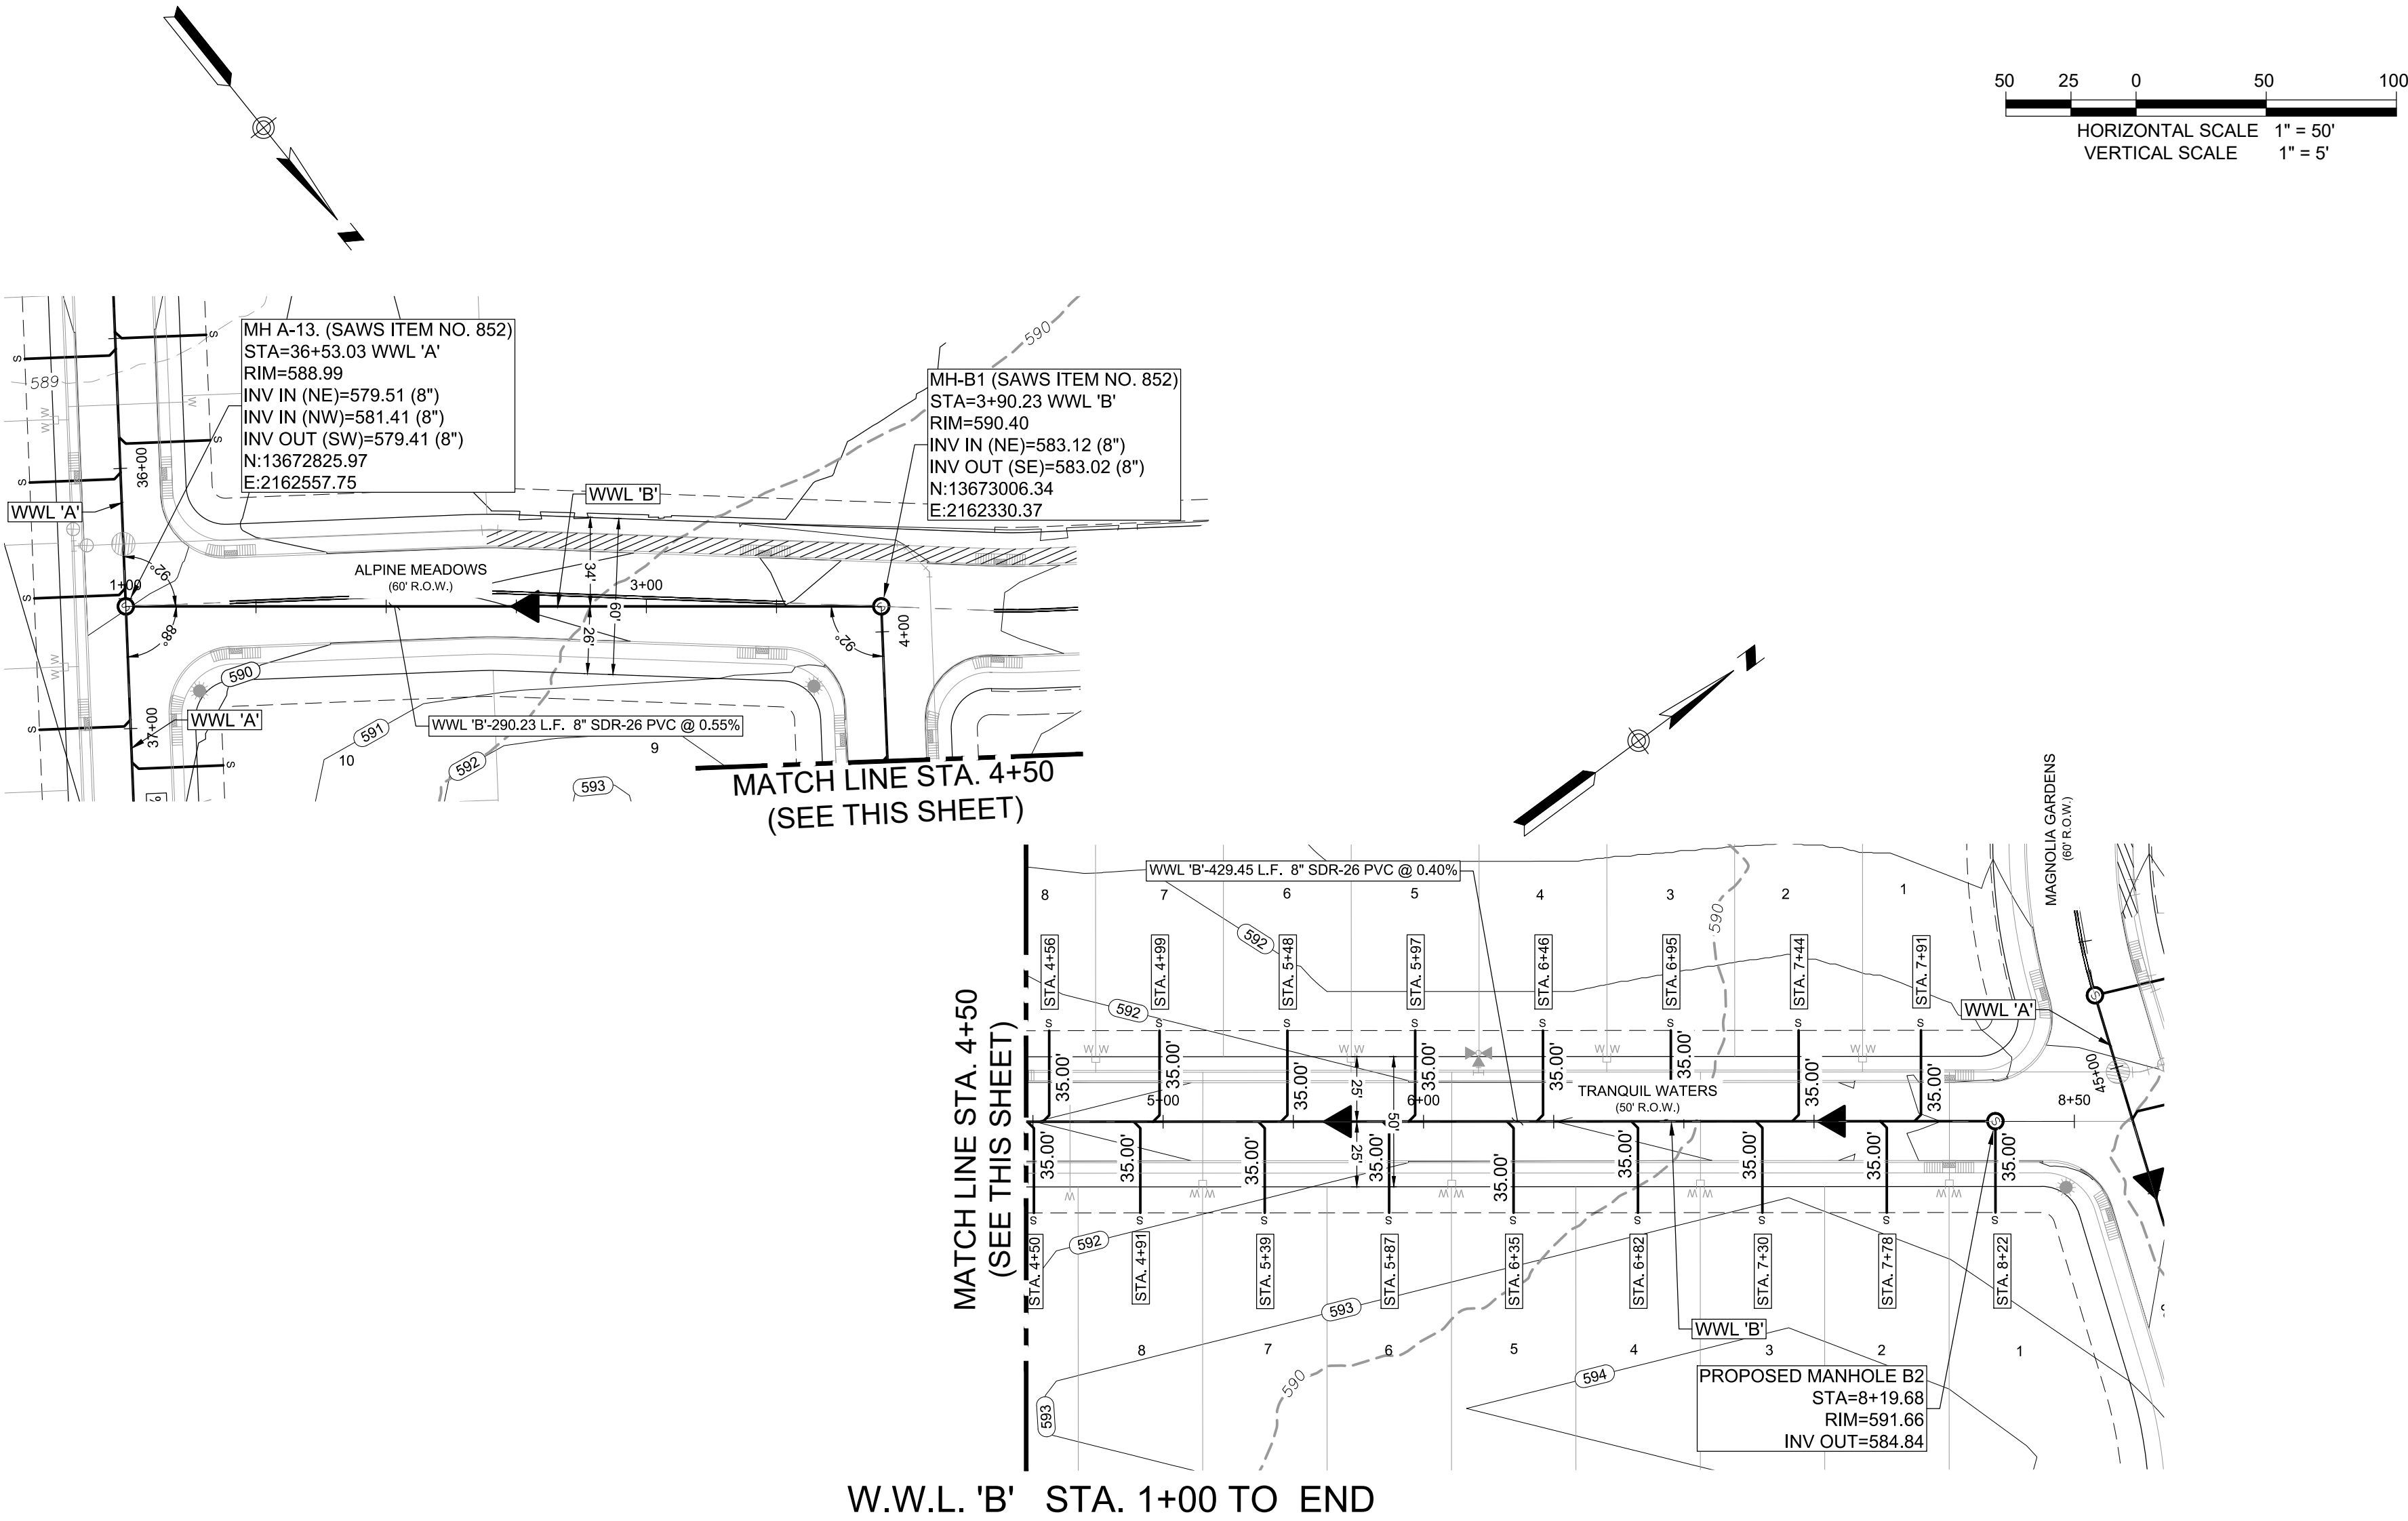 50 25 0 50 100
HORIZONTAL SCALE 1" = 50'
VERTICAL SCALE 1" = 5'
590
589
MH A-13. (SAWS ITEM NO. 852)
STA=36+53.03 WWL 'A'
RIM=588.99
INV IN (NE)=579.51 (8")
INV IN (NW)=581.41 (8")
INV OUT (SW)=579.41 (8")
N:13672825.97
E:2162557.75
MH-B1 (SAWS ITEM NO. 852)
STA=3+90.23 WWL 'B'
RIM=590.40
INV IN (NE)=583.12 (8")
INV OUT (SE)=583.02 (8")
N:13673006.34
E:2162330.37
S
S
S
S
S
S
S
S
W W
W
W W
36+00
WWL 'A'
WWL 'B'
92°
88°
1+00
ALPINE MEADOWS
(60' R.O.W.)
34'
60'
26'
3+00
S
S
92°
4+00
590
WWL 'A'
37+00
591
592
593
10
9
WWL 'B'-290.23 L.F. 8" SDR-26 PVC @ 0.55%
MATCH LINE STA. 4+50
(SEE THIS SHEET)
MAGNOLIA GARDENS
(60' R.O.W.)
WWL 'B'-429.45 L.F. 8" SDR-26 PVC @ 0.40%
8 7 6 5 4 3 2 1
592
590
STA. 4+56
STA. 4+99
STA. 5+48
STA. 5+97
STA. 6+46
STA. 6+95
STA. 7+44
STA. 7+91
592
WWL 'A'
S
S S S S S S S S
W W
W W
W W
W W
35.00'
35.00'
35.00'
35.00'
35.00'
35.00'
35.00'
35.00'
45+00
5+00
6+00
TRANQUIL WATERS
(50' R.O.W.)
8+50
25'
50'
25'
S
35.00'
35.00'
35.00'
35.00'
35.00'
35.00'
35.00'
35.00'
35.00'
W
W W
W W
W W
W W
S S S S S S S S S
MATCH LINE STA. 4+50
(SEE THIS SHEET)
STA. 4+50
STA. 4+91
STA. 5+39
STA. 5+87
STA. 6+35
STA. 6+82
STA. 7+30
STA. 7+78
STA. 8+22
592
593
WWL 'B'
8 7 6 5 4 3 2 1
593
590
594
PROPOSED MANHOLE B2
STA=8+19.68
RIM=591.66
INV OUT=584.84
W.W.L. 'B' STA. 1+00 TO END